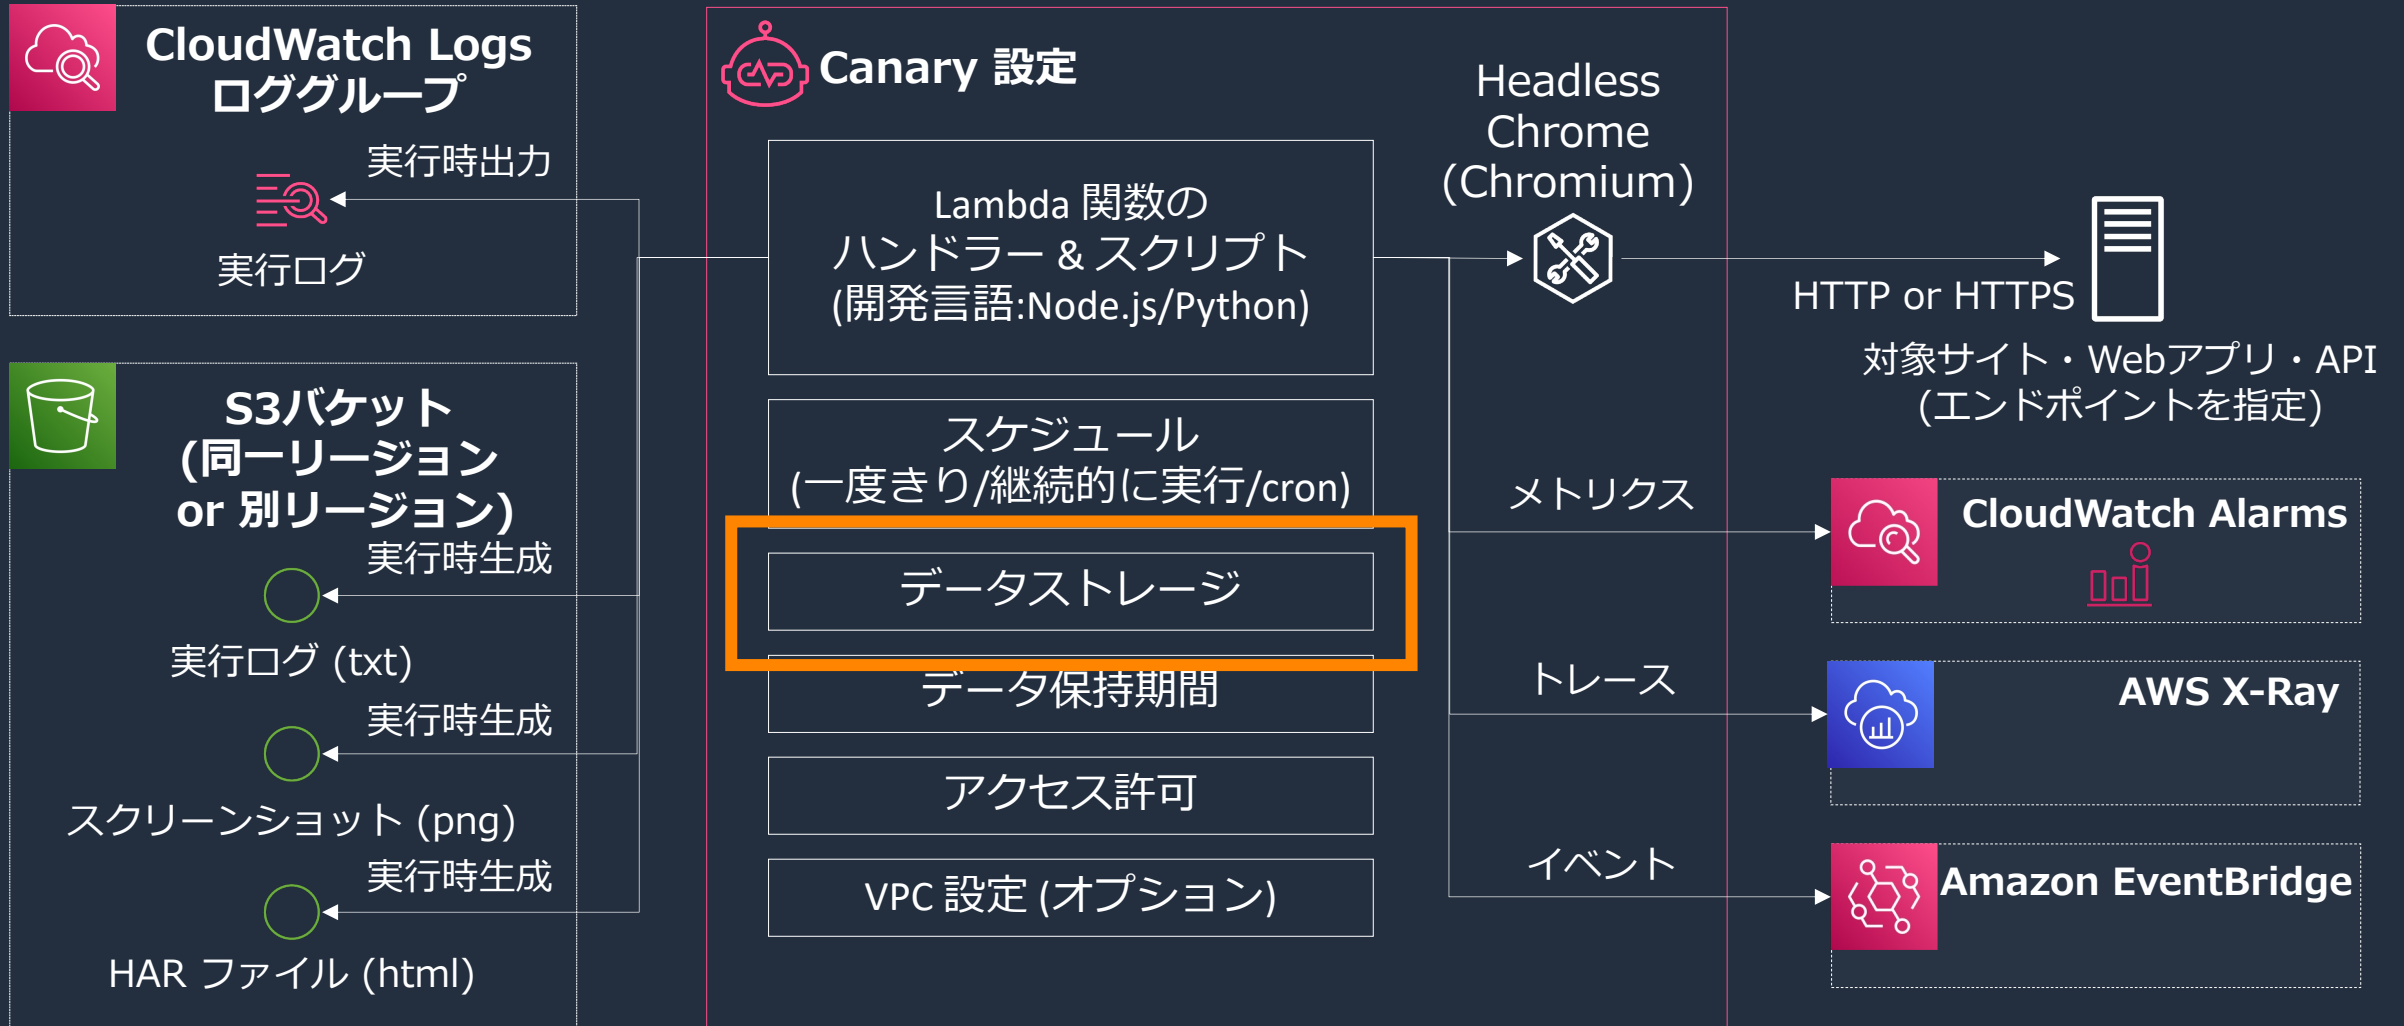 CloudWatch Logs
ロググループ
実行時出力
実行ログ
S3バケット
(同一リージョン
or 別リージョン)
実行時生成
実行ログ (txt)
実行時生成
スクリーンショット (png)
実行時生成
HAR ファイル (html)
Canary 設定
Lambda 関数の
ハンドラー & スクリプト
(開発言語:Node.js/Python)
スケジュール
(一度きり/継続的に実行/cron)
データストレージ
データ保持期間
アクセス許可
VPC 設定 (オプション)
Headless
Chrome
(Chromium)
メトリクス
トレース
イベント
HTTP or HTTPS
対象サイト・Webアプリ・API
(エンドポイントを指定)
CloudWatch Alarms
AWS X-Ray
Amazon EventBridge